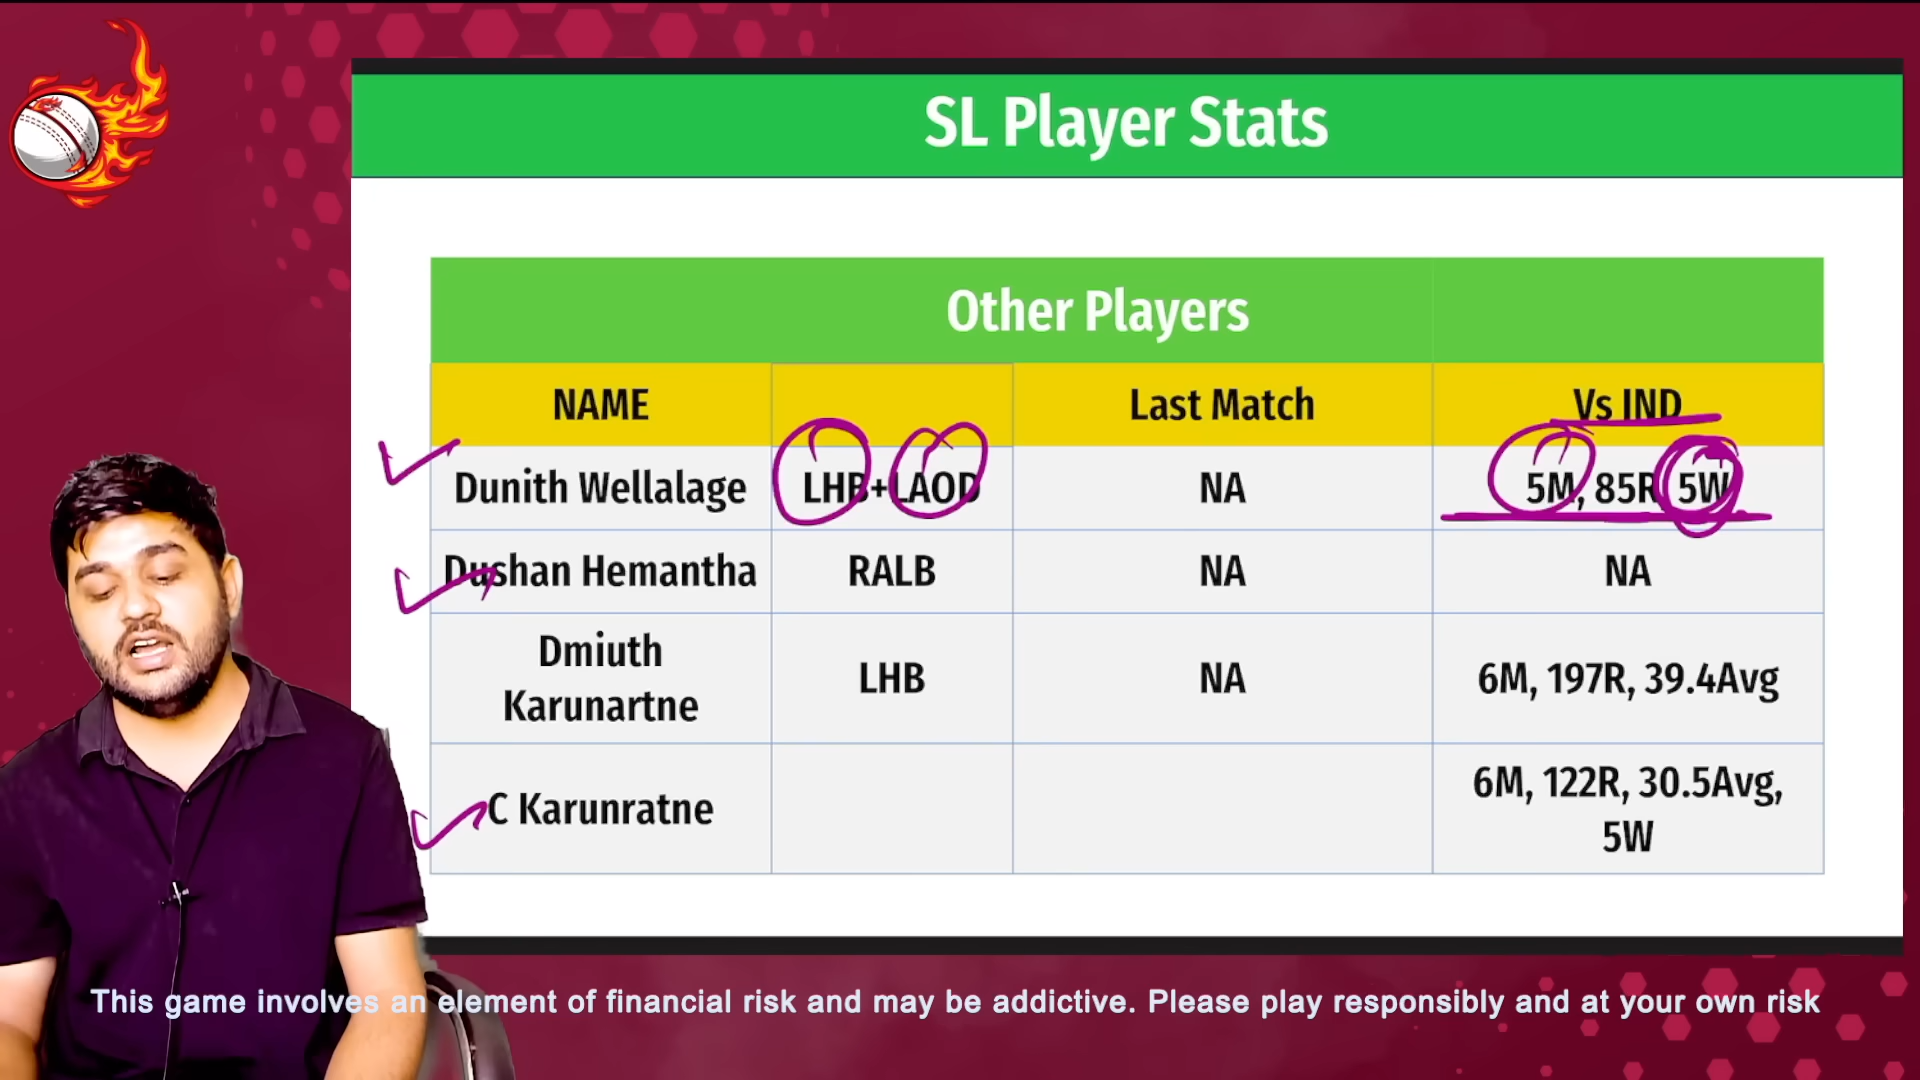 SL Player Stats
Other Players
NAME Last Match Vs IND
Dunith Wellalage LHB+LAOD NA 5M, 85R, 5W
Dushan Hemantha RALB NA NA
Dmiuth
Karunartne LHB NA 6M, 197R, 39.4Avg
C Karunratne 6M, 122R, 30.5Avg,
5W
This game involves an element of financial risk and may be addictive. Please play responsibly and at your own risk